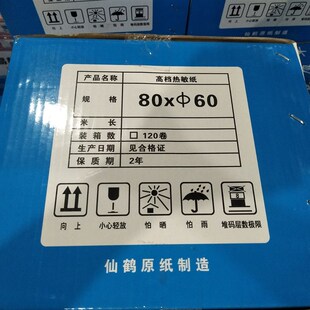 产品名称 高档热敏纸
规格 80xΦ60
米长
装箱数 □ 120卷
生产日期 见合格证
保质期 2年
向上 小心轻放 怕晒 怕雨 堆码层数极限
仙鹤原纸制造